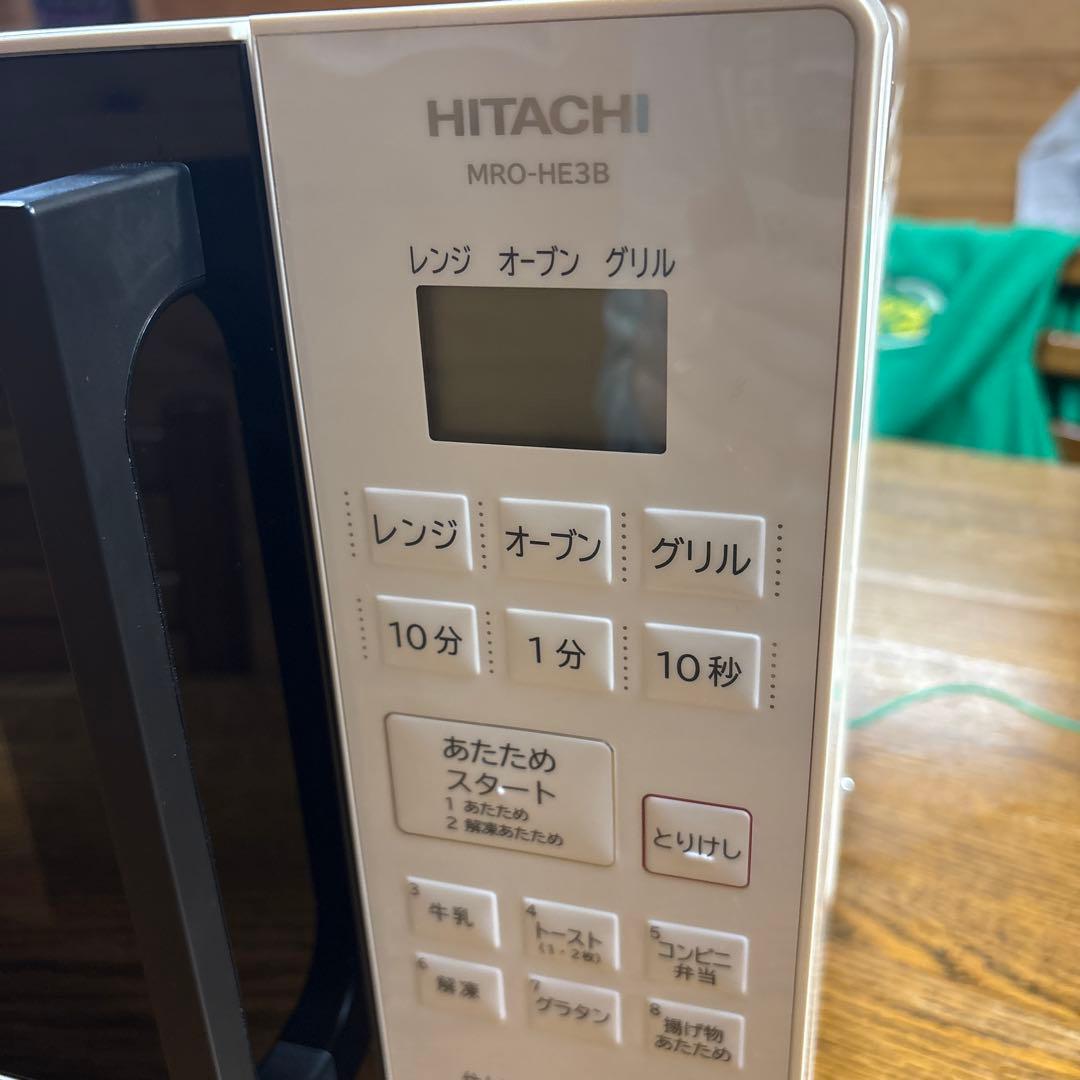 HITACHI
MRO-HE3B
レンジ オーブン グリル
レンジ オーブン グリル
10分 1分 10秒
あたため
スタート
1 あたため
2 解凍あたため
とりけし
3 牛乳
4 トースト
(1・2枚)
5 コンビニ
弁当
6 解凍
7 グラタン
8 揚げ物
あたため